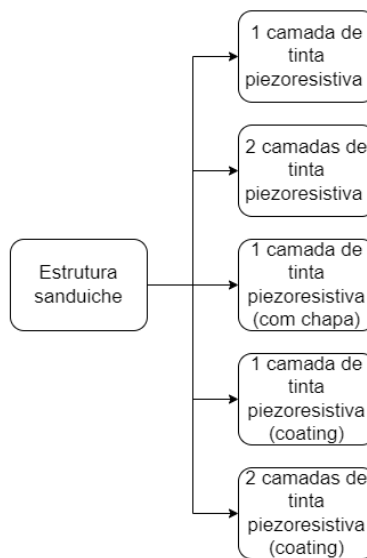 Estrutura
sanduiche
1 camada de
tinta
piezoresistiva
2 camadas de
tinta
piezoresistiva
1 camada de
tinta
piezoresistiva
(com chapa)
1 camada de
tinta
piezoresistiva
(coating)
2 camadas de
tinta
piezoresistiva
(coating)